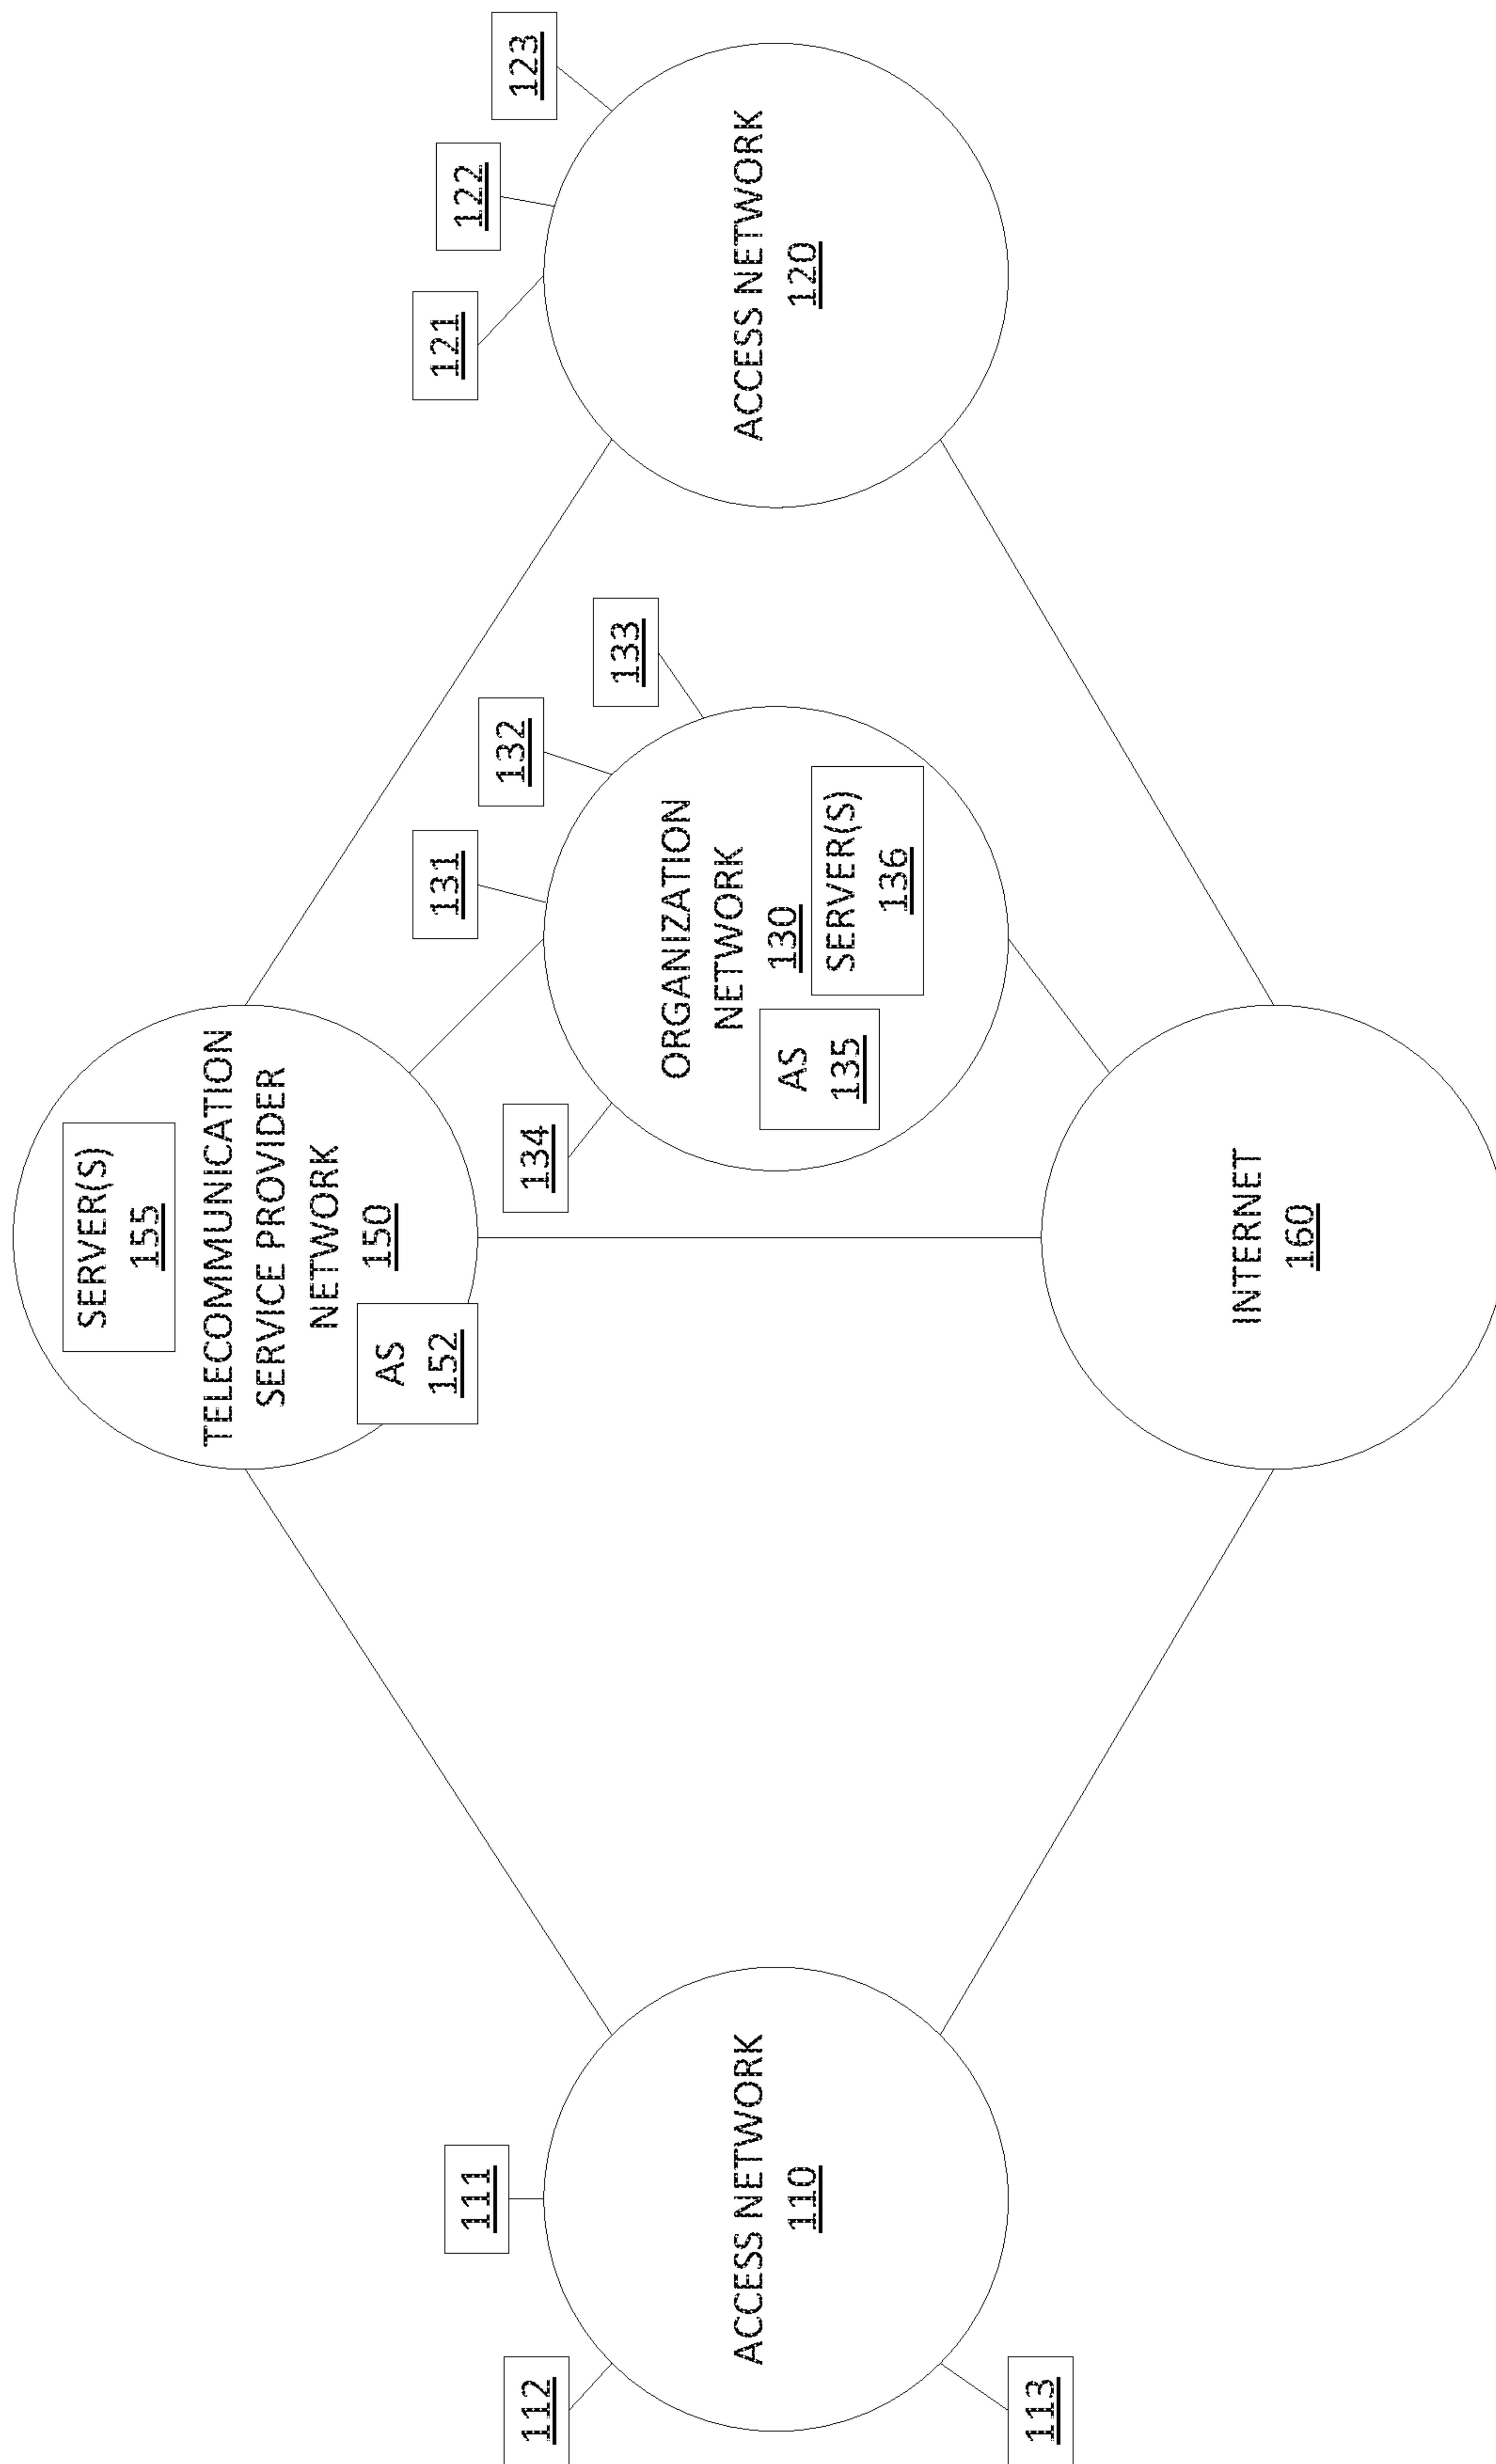 SERVER(S)
155
TELECOMMUNICATION
SERVICE PROVIDER
NETWORK
150
AS
152
111
112
113
ACCESS NETWORK
110
134
131
132
133
ORGANIZATION
NETWORK
130
AS
135
SERVER(S)
136
121
122
123
ACCESS NETWORK
120
INTERNET
160